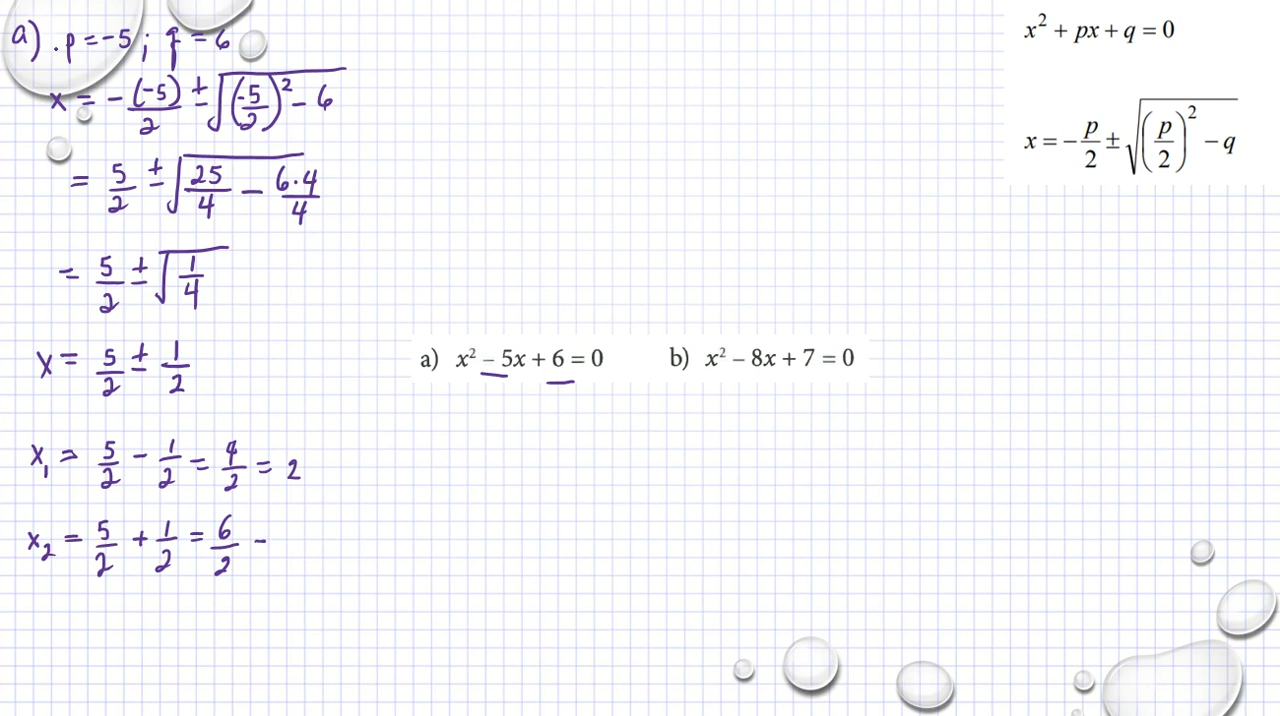 a) . p = -5 ; q = 6
x = - (-5)/2 ± √((-5/2)² - 6)
= 5/2 ± √(25/4 - 6·4/4)
= 5/2 ± √(1/4)
x = 5/2 ± 1/2
x₁ = 5/2 - 1/2 = 4/2 = 2
x₂ = 5/2 + 1/2 = 6/2 -
a) x² - 5x + 6 = 0
b) x² - 8x + 7 = 0
x² + px + q = 0
x = - p/2 ± √((p/2)² - q)